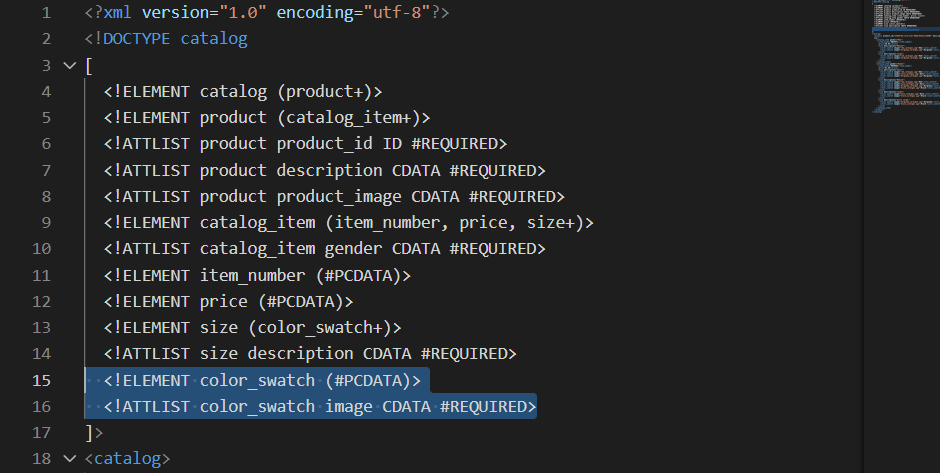 1 <?xml version="1.0" encoding="utf-8"?>
2 <!DOCTYPE catalog
3 [
4 <!ELEMENT catalog (product+)>
5 <!ELEMENT product (catalog_item+)>
6 <!ATTLIST product product_id ID #REQUIRED>
7 <!ATTLIST product description CDATA #REQUIRED>
8 <!ATTLIST product product_image CDATA #REQUIRED>
9 <!ELEMENT catalog_item (item_number, price, size+)>
10 <!ATTLIST catalog_item gender CDATA #REQUIRED>
11 <!ELEMENT item_number (#PCDATA)>
12 <!ELEMENT price (#PCDATA)>
13 <!ELEMENT size (color_swatch+)>
14 <!ATTLIST size description CDATA #REQUIRED>
15 <!ELEMENT color_swatch (#PCDATA)>
16 <!ATTLIST color_swatch image CDATA #REQUIRED>
17 ]>
18 <catalog>